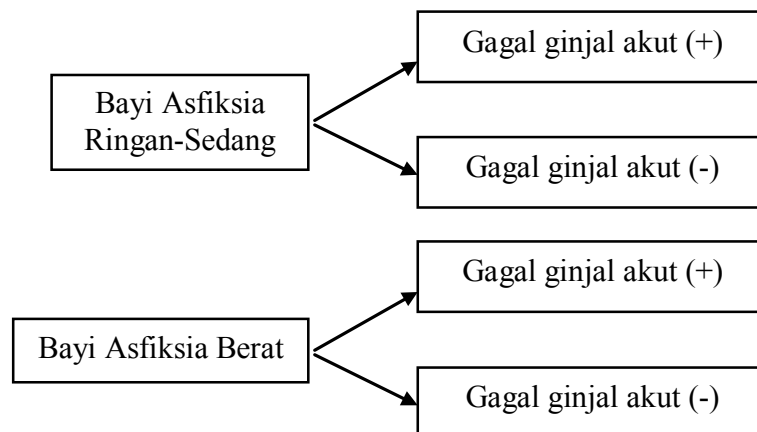 Gagal ginjal akut (+)
Bayi Asfiksia
Ringan-Sedang
Gagal ginjal akut (-)
Gagal ginjal akut (+)
Bayi Asfiksia Berat
Gagal ginjal akut (-)